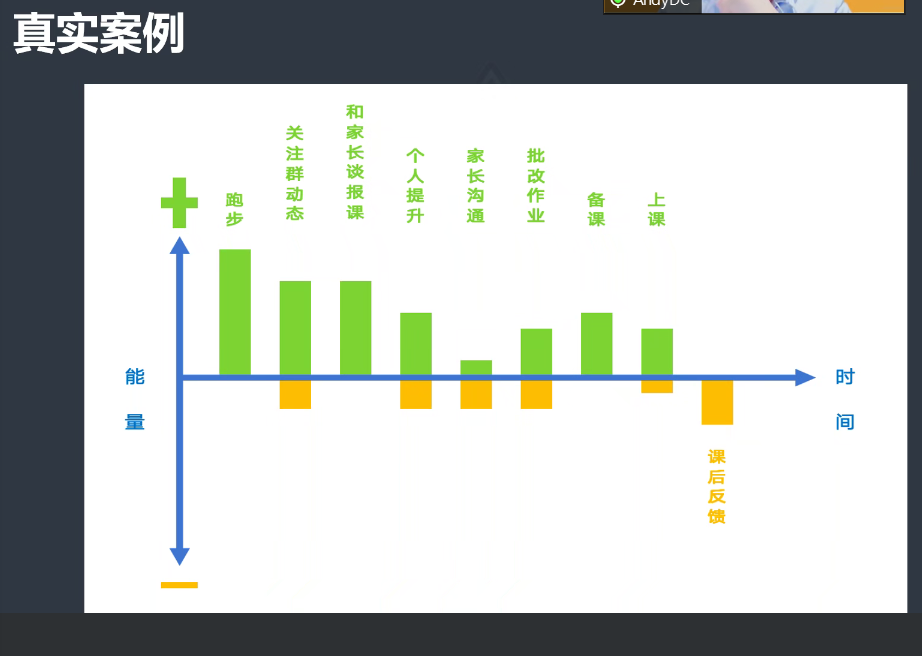 AndyDC
真实案例
跑步
关注群动态
和家长谈报课
个人提升
家长沟通
批改作业
备课
上课
能量
时间
课后反馈